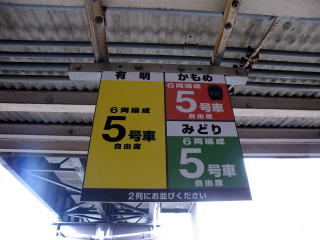 有明
6両編成
5号車
自由席
かもめ
6両編成
5号車
自由席
みどり
6両編成
5号車
自由席
2列にお並びください